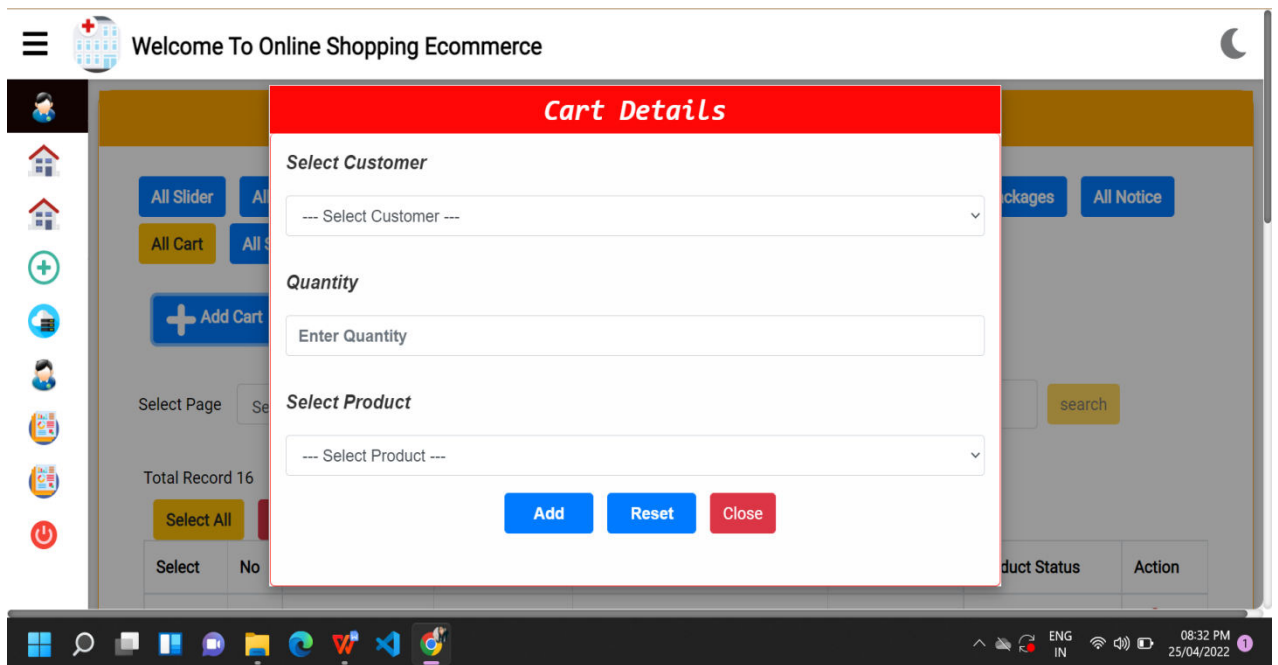 Welcome To Online Shopping Ecommerce
Cart Details
Select Customer
--- Select Customer ---
Quantity
Enter Quantity
Select Product
--- Select Product ---
Add Reset Close
All Slider All ckages All Notice
All Cart All S
Add Cart
Select Page Se search
Total Record 16
Select All
Select No duct Status Action
ENG
IN
08:32 PM
25/04/2022
1